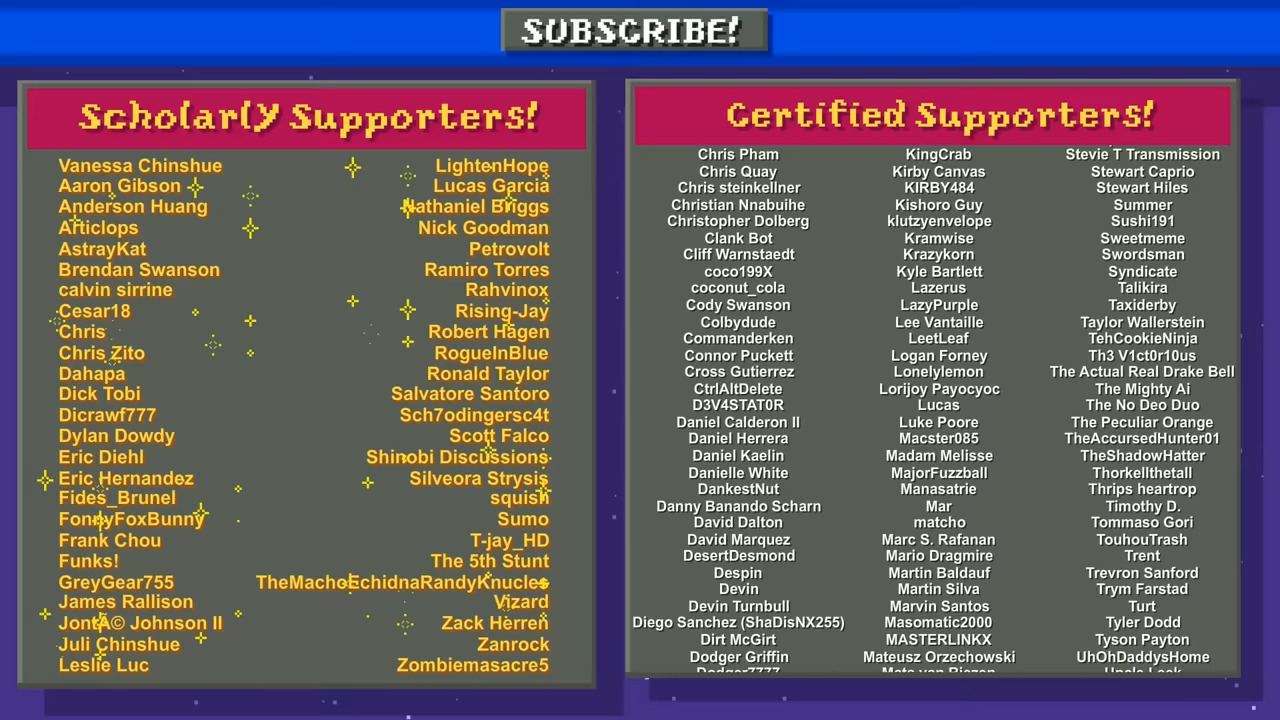 SUBSCRIBE!
Scholarly Supporters!
Vanessa Chinshue
Aaron Gibson
Anderson Huang
Articlops
AstrayKat
Brendan Swanson
calvin sirrine
Cesar18
Chris
Chris Zito
Dahapa
Dick Tobi
Dicrawf777
Dylan Dowdy
Eric Diehl
Eric Hernandez
Fides_Brunel
FonnyFoxBunny
Frank Chou
Funks!
GreyGear755
James Rallison
JontÃ© Johnson II
Juli Chinshue
Leslie Luc
LightenHope
Lucas Garcia
Nathaniel Briggs
Nick Goodman
Petrovolt
Ramiro Torres
Rahvinox
Rising-Jay
Robert Hagen
RogueInBlue
Ronald Taylor
Salvatore Santoro
Sch7odingersc4t
Scott Falco
Shinobi Discussions
Silveora Strysis
squish
Sumo
T-jay_HD
The 5th Stunt
TheMachoEchidnaRandyKnucles
Vizard
Zack Herren
Zanrock
Zombiemasacre5
Certified Supporters!
Chris Pham
Chris Quay
Chris steinkellner
Christian Nnabuihe
Christopher Dolberg
Clank Bot
Cliff Warnstaedt
coco199X
coconut_cola
Cody Swanson
Colbydude
Commanderken
Connor Puckett
Cross Gutierrez
CtrlAltDelete
D3V4STAT0R
Daniel Calderon II
Daniel Herrera
Daniel Kaelin
Danielle White
DankestNut
Danny Banando Scharn
David Dalton
David Marquez
DesertDesmond
Despin
Devin
Devin Turnbull
Diego Sanchez (ShaDisNX255)
Dirt McGirt
Dodger Griffin
Dodger7777
KingCrab
Kirby Canvas
KIRBY484
Kishoro Guy
klutzyenvelope
Kramwise
Krazykorn
Kyle Bartlett
Lazerus
LazyPurple
Lee Vantaille
LeetLeaf
Logan Forney
Lonelylemon
Lorijoy Payocyoc
Lucas
Luke Poore
Macster085
Madam Melisse
MajorFuzzball
Manasatrie
Mar
matcho
Marc S. Rafanan
Mario Dragmire
Martin Baldauf
Martin Silva
Marvin Santos
Masomatic2000
MASTERLINKX
Mateusz Orzechowski
Mats van Riezen
Stevie T Transmission
Stewart Caprio
Stewart Hiles
Summer
Sushi191
Sweetmeme
Swordsman
Syndicate
Talikira
Taxiderby
Taylor Wallerstein
TehCookieNinja
Th3 V1ct0r10us
The Actual Real Drake Bell
The Mighty Ai
The No Deo Duo
The Peculiar Orange
TheAccursedHunter01
TheShadowHatter
Thorkellthetall
Thrips heartrop
Timothy D.
Tommaso Gori
TouhouTrash
Trent
Trevron Sanford
Trym Farstad
Turt
Tyler Dodd
Tyson Payton
UhOhDaddysHome